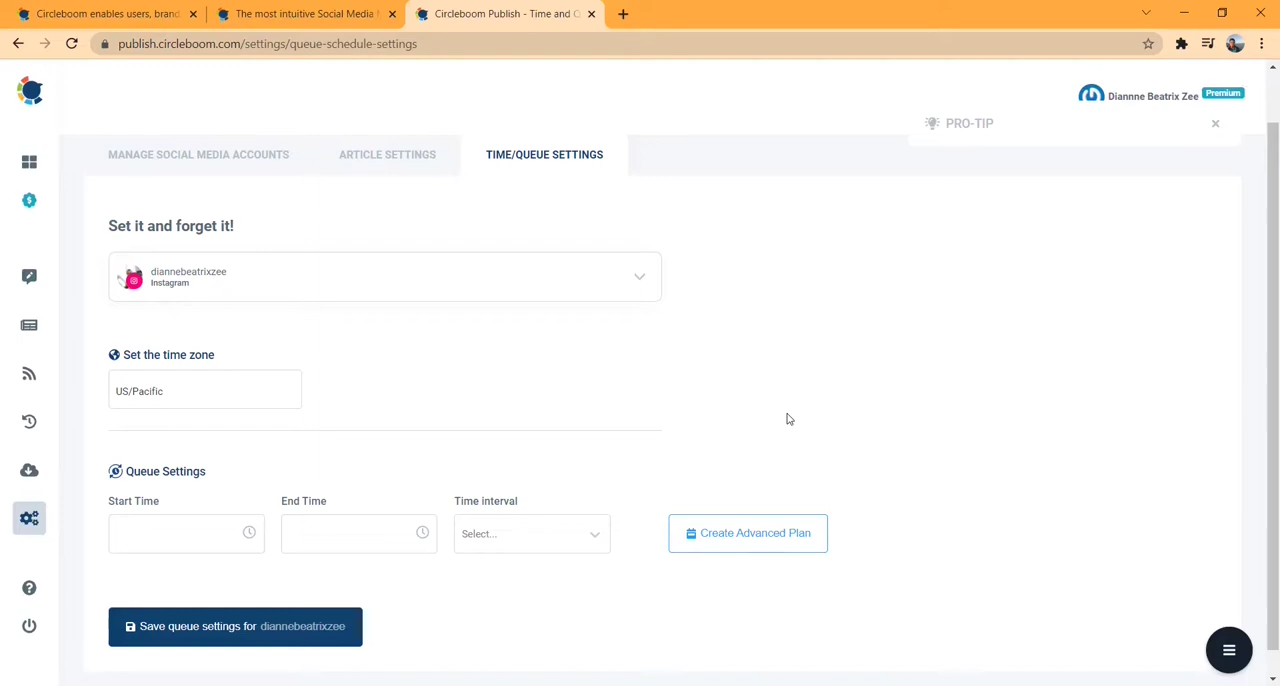 Circleboom enables users, brand
The most intuitive Social Media
Circleboom Publish - Time and
publish.circleboom.com/settings/queue-schedule-settings
Diannne Beatrix Zee Premium
PRO-TIP
MANAGE SOCIAL MEDIA ACCOUNTS
ARTICLE SETTINGS
TIME/QUEUE SETTINGS
Set it and forget it!
diannebeatrixzee
Instagram
Set the time zone
US/Pacific
Queue Settings
Start Time
End Time
Time interval
Select...
Create Advanced Plan
Save queue settings for diannebeatrixzee